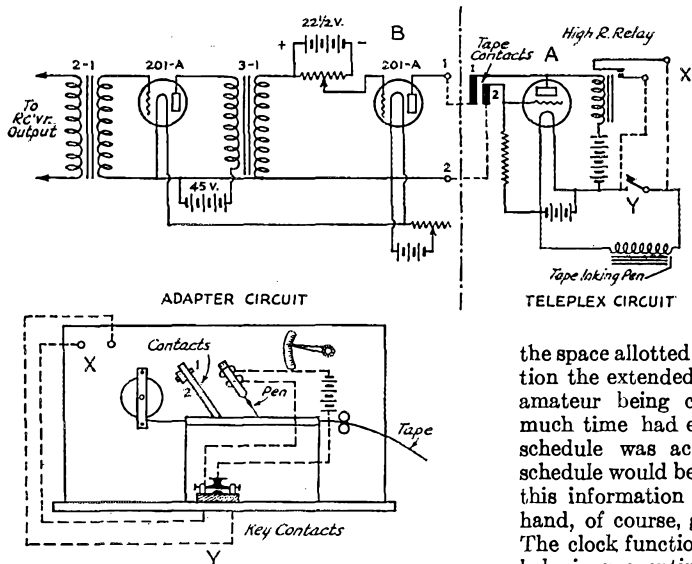 22½ V.
+ -
B
2-1
201-A
3-1
201-A
1
Tape Contacts
1
2
A
High R. Relay
X
To
Rc'vr.
Output
45 V.
2
Y
Tape Inking Pen
ADAPTER CIRCUIT
TELEPLEX CIRCUIT
X
Contacts
1
2
Pen
Tape
Key Contacts
Y
the space allotted
tion the extended
amateur being c
much time had e
schedule was ac
schedule would be
this information
hand, of course, g
The clock function